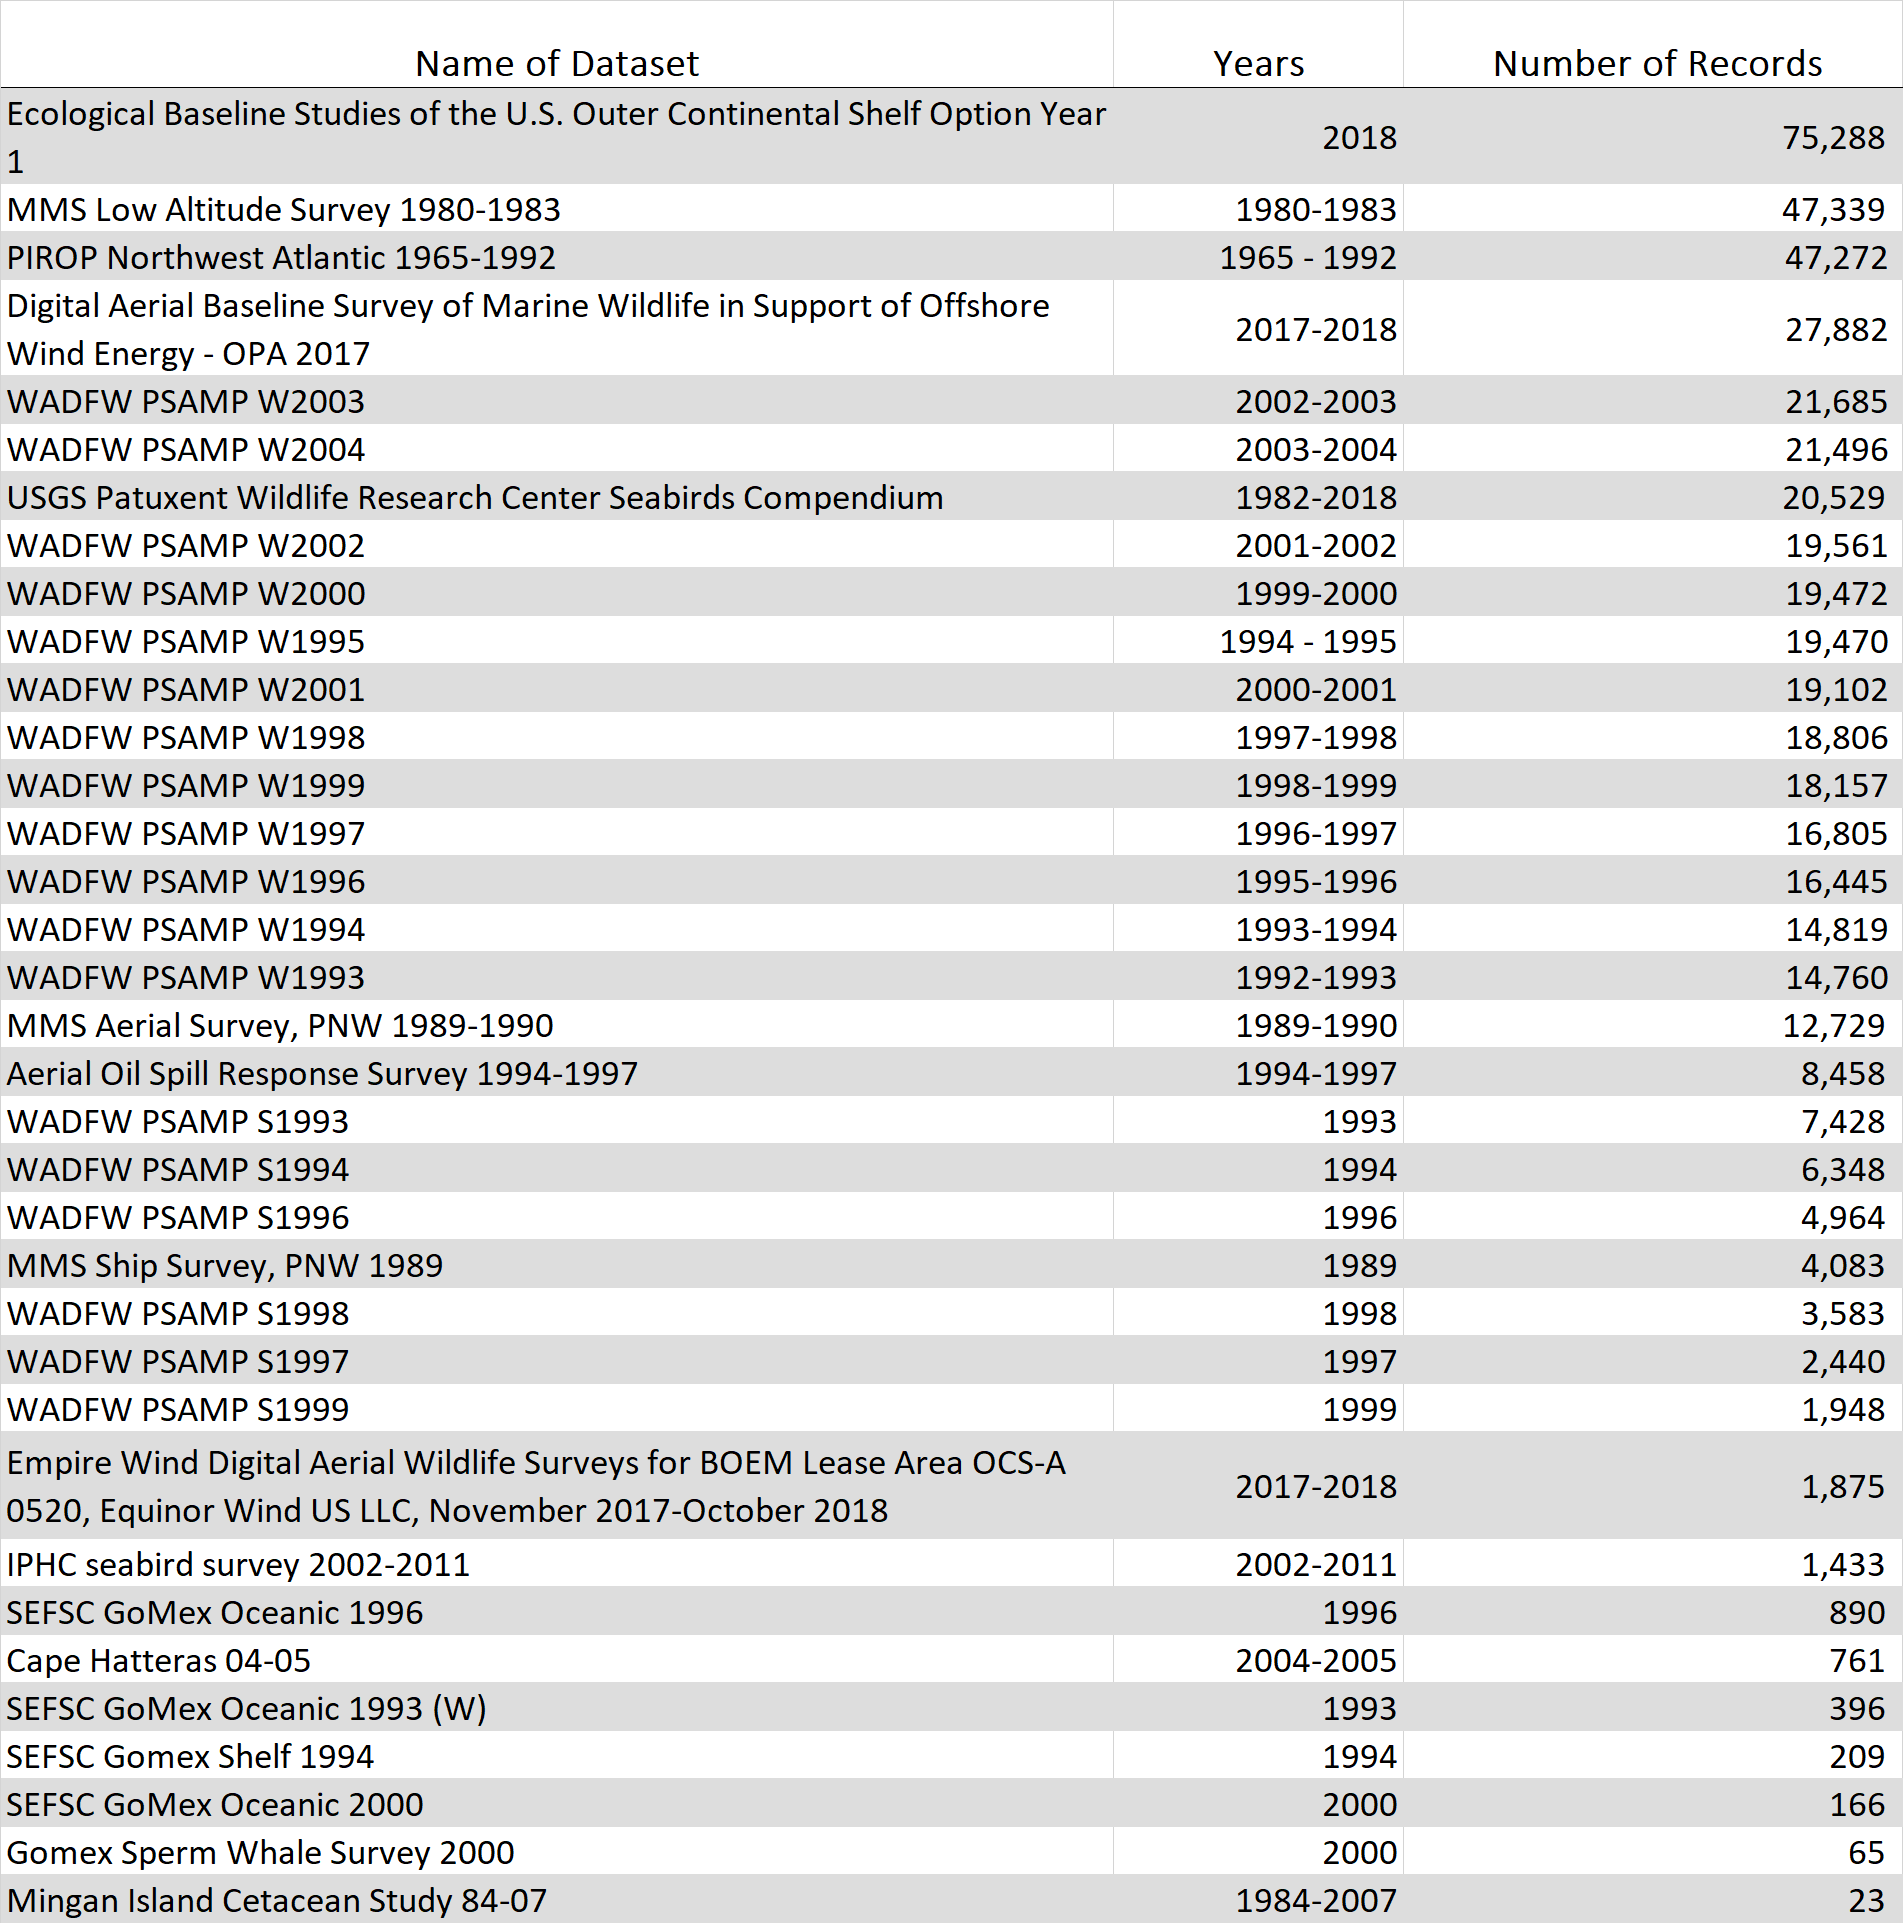 Name of Dataset Years Number of Records
Ecological Baseline Studies of the U.S. Outer Continental Shelf Option Year
1 2018 75,288
MMS Low Altitude Survey 1980-1983 1980-1983 47,339
PIROP Northwest Atlantic 1965-1992 1965 - 1992 47,272
Digital Aerial Baseline Survey of Marine Wildlife in Support of Offshore
Wind Energy - OPA 2017 2017-2018 27,882
WADFW PSAMP W2003 2002-2003 21,685
WADFW PSAMP W2004 2003-2004 21,496
USGS Patuxent Wildlife Research Center Seabirds Compendium 1982-2018 20,529
WADFW PSAMP W2002 2001-2002 19,561
WADFW PSAMP W2000 1999-2000 19,472
WADFW PSAMP W1995 1994 - 1995 19,470
WADFW PSAMP W2001 2000-2001 19,102
WADFW PSAMP W1998 1997-1998 18,806
WADFW PSAMP W1999 1998-1999 18,157
WADFW PSAMP W1997 1996-1997 16,805
WADFW PSAMP W1996 1995-1996 16,445
WADFW PSAMP W1994 1993-1994 14,819
WADFW PSAMP W1993 1992-1993 14,760
MMS Aerial Survey, PNW 1989-1990 1989-1990 12,729
Aerial Oil Spill Response Survey 1994-1997 1994-1997 8,458
WADFW PSAMP S1993 1993 7,428
WADFW PSAMP S1994 1994 6,348
WADFW PSAMP S1996 1996 4,964
MMS Ship Survey, PNW 1989 1989 4,083
WADFW PSAMP S1998 1998 3,583
WADFW PSAMP S1997 1997 2,440
WADFW PSAMP S1999 1999 1,948
Empire Wind Digital Aerial Wildlife Surveys for BOEM Lease Area OCS-A
0520, Equinor Wind US LLC, November 2017-October 2018 2017-2018 1,875
IPHC seabird survey 2002-2011 2002-2011 1,433
SEFSC GoMex Oceanic 1996 1996 890
Cape Hatteras 04-05 2004-2005 761
SEFSC GoMex Oceanic 1993 (W) 1993 396
SEFSC Gomex Shelf 1994 1994 209
SEFSC GoMex Oceanic 2000 2000 166
Gomex Sperm Whale Survey 2000 2000 65
Mingan Island Cetacean Study 84-07 1984-2007 23